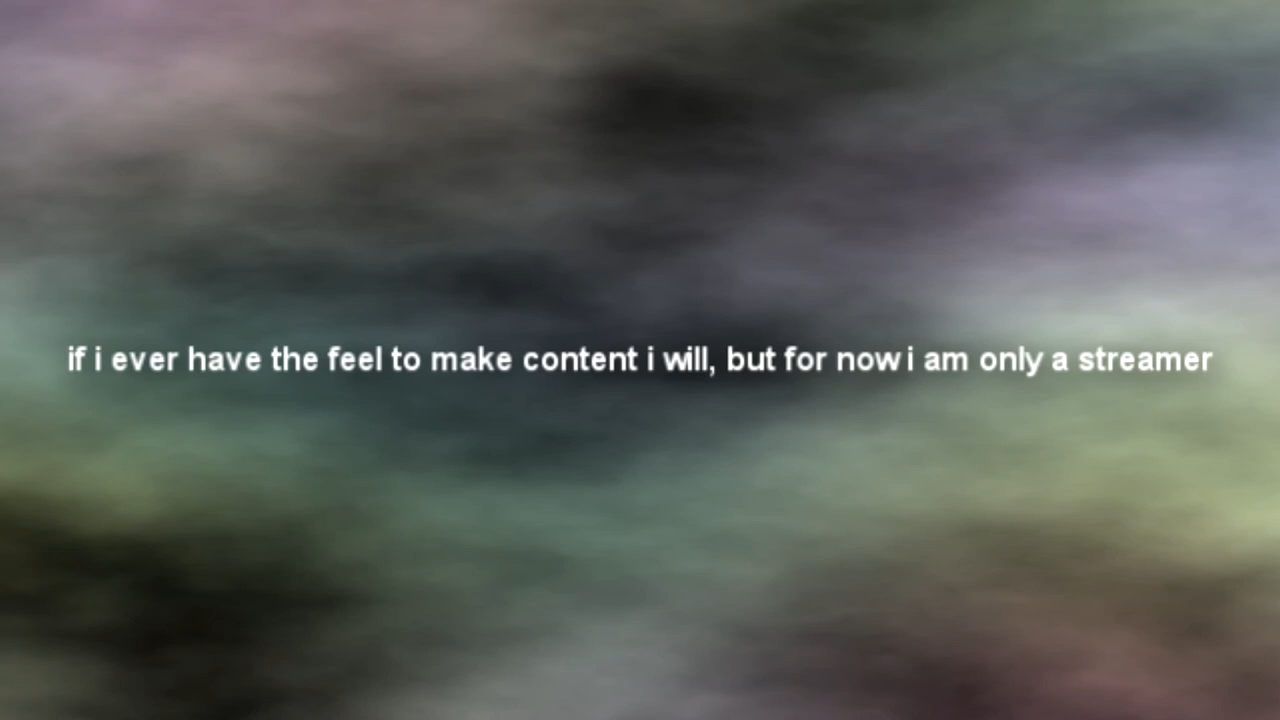 if i ever have the feel to make content i will, but for now i am only a streamer